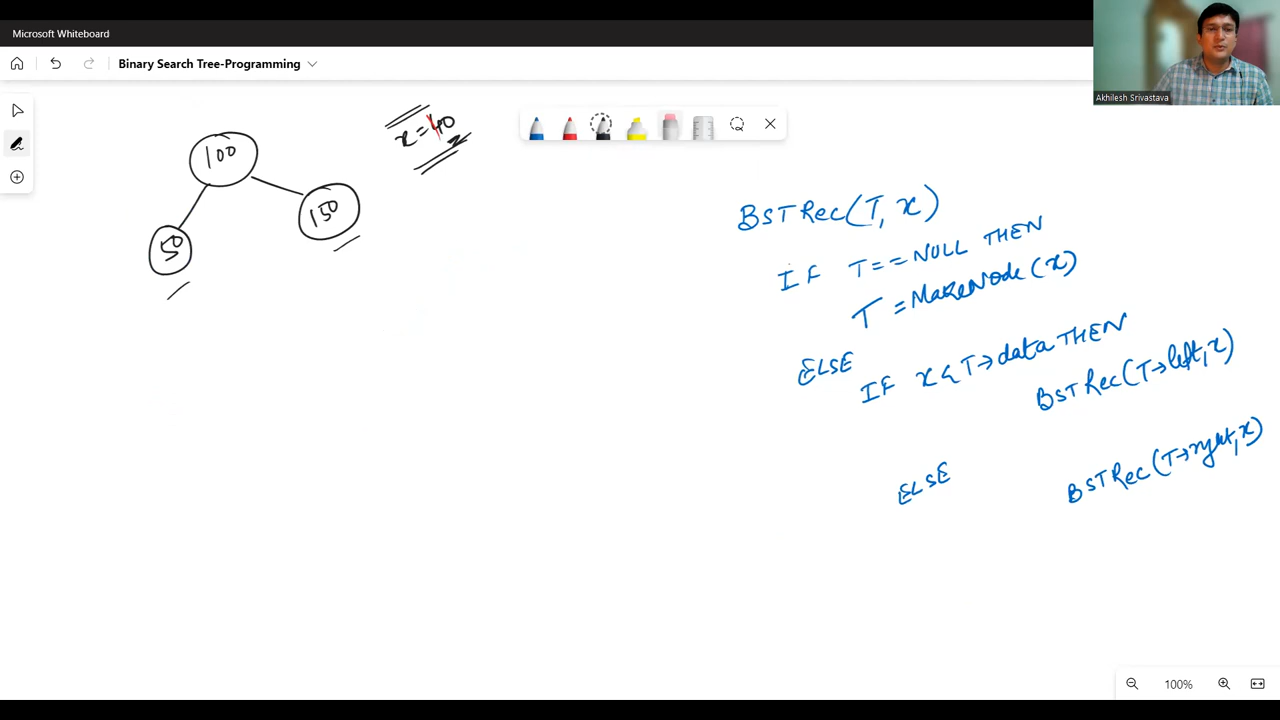 Microsoft Whiteboard
Binary Search Tree-Programming
Akhilesh Srivastava
x=40
100
150
50
BSTRec(T, x)
IF T==NULL THEN
T=MakeNode(x)
ELSE
IF x<T→data THEN
BSTRec(T→left,x)
ELSE
BSTRec(T→right,x)
100%